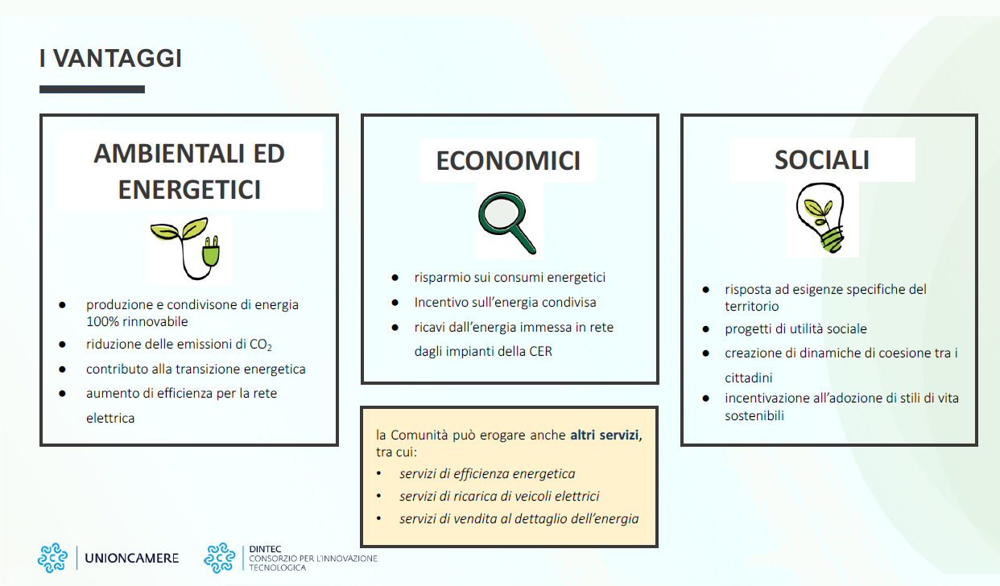 I VANTAGGI
AMBIENTALI ED
ENERGETICI
● produzione e condivisone di energia
100% rinnovabile
● riduzione delle emissioni di CO₂
● contributo alla transizione energetica
● aumento di efficienza per la rete
elettrica
ECONOMICI
● risparmio sui consumi energetici
● Incentivo sull’energia condivisa
● ricavi dall’energia immessa in rete
dagli impianti della CER
la Comunità può erogare anche altri servizi,
tra cui:
• servizi di efficienza energetica
• servizi di ricarica di veicoli elettrici
• servizi di vendita al dettaglio dell’energia
SOCIALI
● risposta ad esigenze specifiche del
territorio
● progetti di utilità sociale
● creazione di dinamiche di coesione tra i
cittadini
● incentivazione all’adozione di stili di vita
sostenibili
UNIONCAMERE
DINTEC
CONSORZIO PER L’INNOVAZIONE
TECNOLOGICA